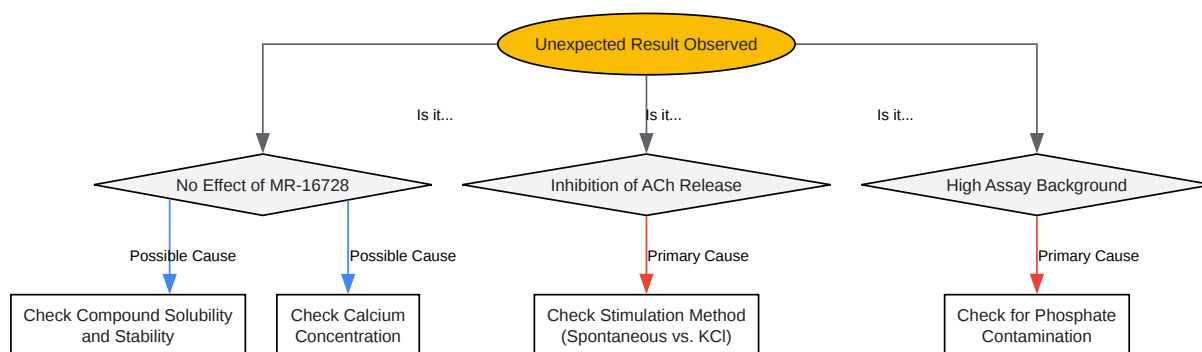 Unexpected Result Observed
Is it...
Is it...
Is it...
No Effect of MR-16728
Inhibition of ACh Release
High Assay Background
Possible Cause
Possible Cause
Primary Cause
Primary Cause
Check Compound Solubility
and Stability
Check Calcium
Concentration
Check Stimulation Method
(Spontaneous vs. KCl)
Check for Phosphate
Contamination